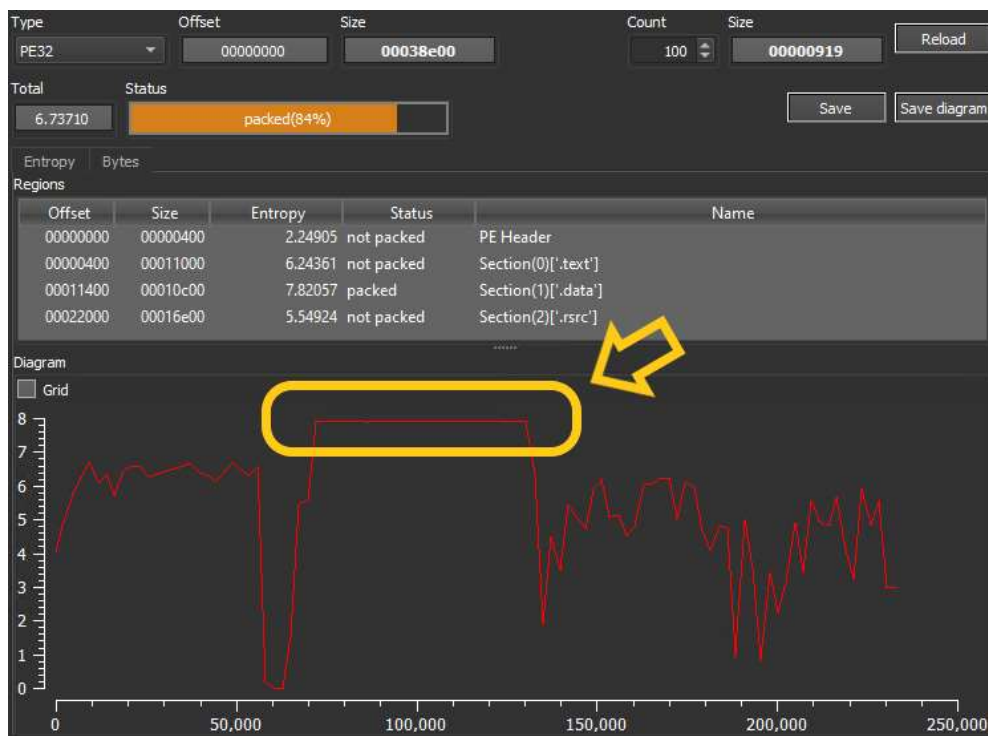 Type Offset Size Count Size
PE32 00000000 00038e00 100 00000919 Reload
Total Status
6.73710 packed(84%) Save Save diagram
Entropy Bytes
Regions
Offset Size Entropy Status Name
00000000 00000400 2.24905 not packed PE Header
00000400 00011000 6.24361 not packed Section(0)['.text']
00011400 00010c00 7.82057 packed Section(1)['.data']
00022000 00016e00 5.54924 not packed Section(2)['.rsrc']
Diagram
Grid
8
7
6
5
4
3
2
1
0
0 50,000 100,000 150,000 200,000 250,000